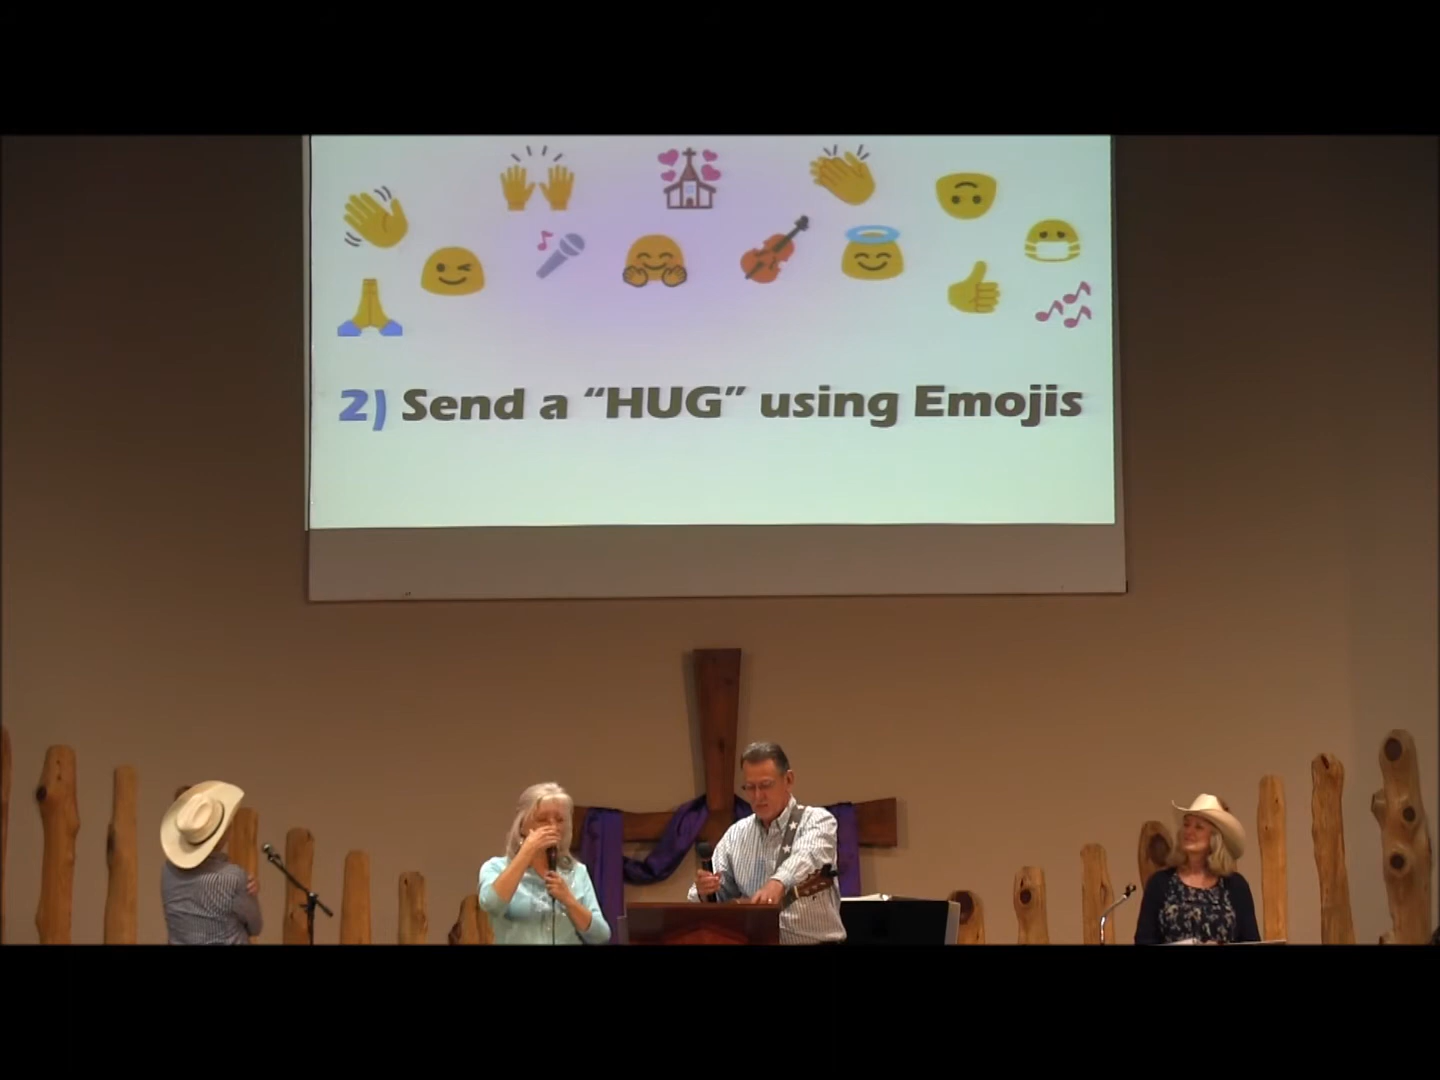 2) Send a “HUG” using Emojis